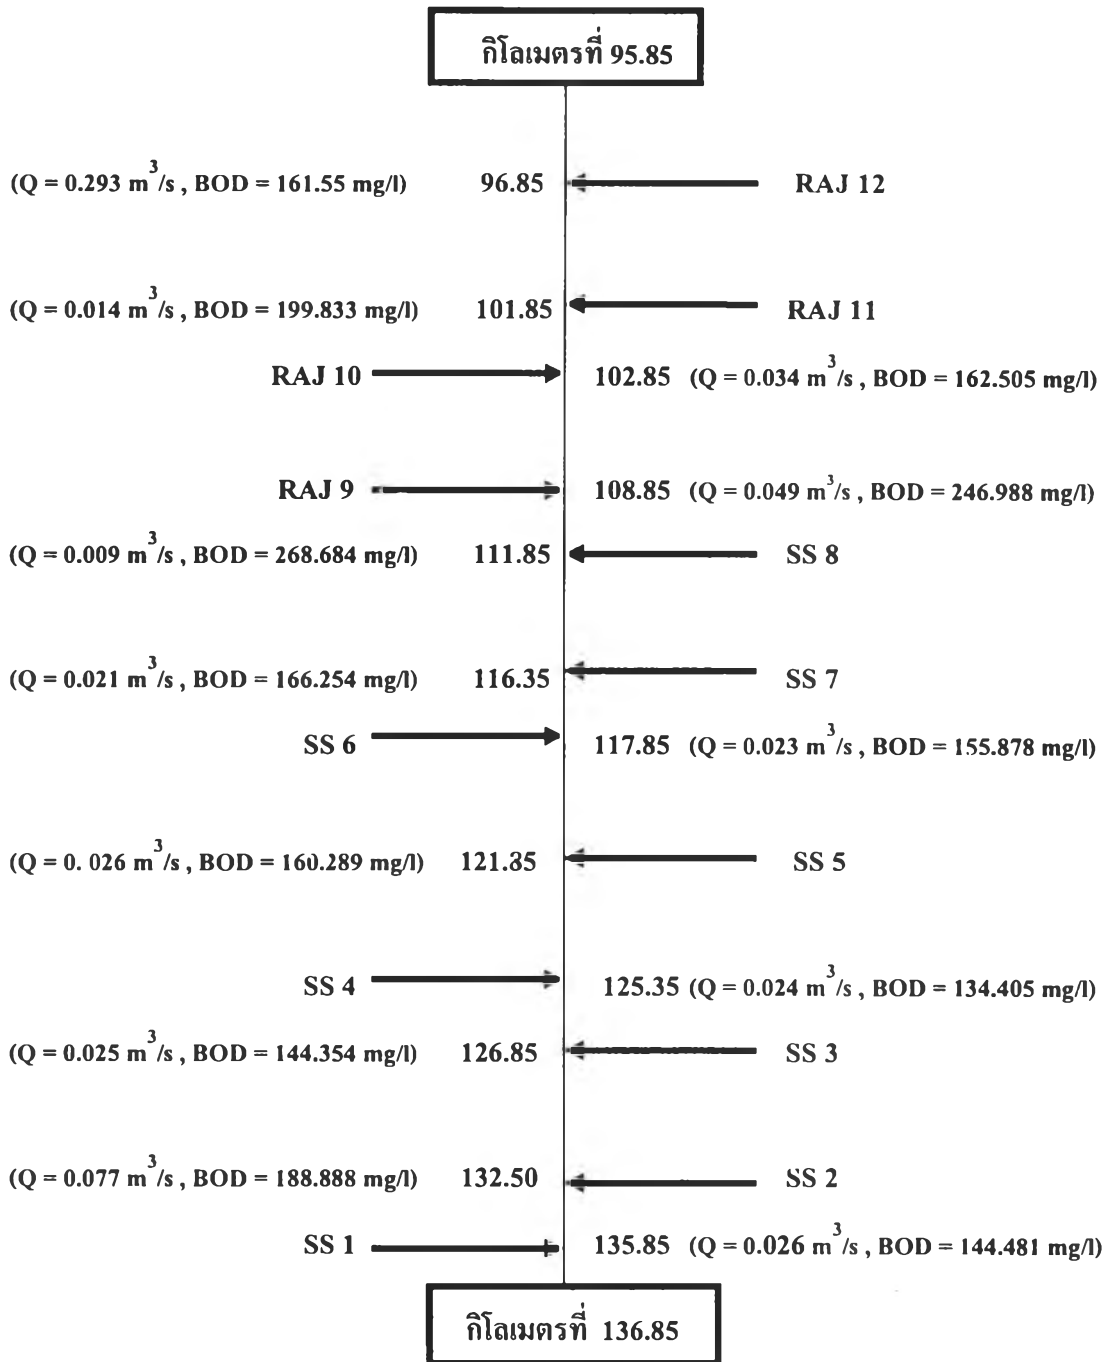 กิโลเมตรที่ 95.85
(Q = 0.293 m³/s , BOD = 161.55 mg/l) 96.85 RAJ 12
(Q = 0.014 m³/s , BOD = 199.833 mg/l) 101.85 RAJ 11
RAJ 10 102.85 (Q = 0.034 m³/s , BOD = 162.505 mg/l)
RAJ 9 108.85 (Q = 0.049 m³/s , BOD = 246.988 mg/l)
(Q = 0.009 m³/s , BOD = 268.684 mg/l) 111.85 SS 8
(Q = 0.021 m³/s , BOD = 166.254 mg/l) 116.35 SS 7
SS 6 117.85 (Q = 0.023 m³/s , BOD = 155.878 mg/l)
(Q = 0. 026 m³/s , BOD = 160.289 mg/l) 121.35 SS 5
SS 4 125.35 (Q = 0.024 m³/s , BOD = 134.405 mg/l)
(Q = 0.025 m³/s , BOD = 144.354 mg/l) 126.85 SS 3
(Q = 0.077 m³/s , BOD = 188.888 mg/l) 132.50 SS 2
SS 1 135.85 (Q = 0.026 m³/s , BOD = 144.481 mg/l)
กิโลเมตรที่ 136.85